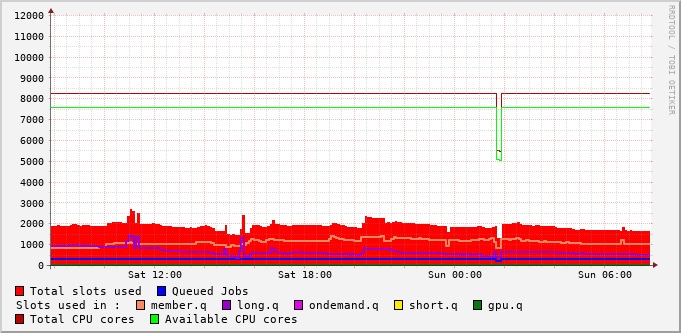 12000
11000
10000
9000
8000
7000
6000
5000
4000
3000
2000
1000
0
Sat 12:00 Sat 18:00 Sun 00:00 Sun 06:00
Total slots used Queued Jobs
Slots used in : member.q long.q ondemand.q short.q gpu.q
Total CPU cores Available CPU cores
RRDTOOL / TOBI OETIKER